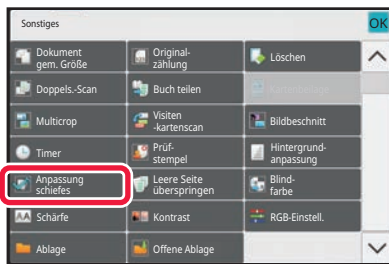 Sonstiges
OK
Dokument
gem. Größe
Original-
zählung
Löschen
Doppels.-Scan
Buch teilen
Multicrop
Visiten
-kartenscan
Bildbeschnitt
Timer
Prüf-
stempel
Hintergrund-
anpassung
Anpassung
schiefes
Leere Seite
überspringen
Blind-
farbe
Schärfe
Kontrast
RGB-Einstell.
Ablage
Offene Ablage